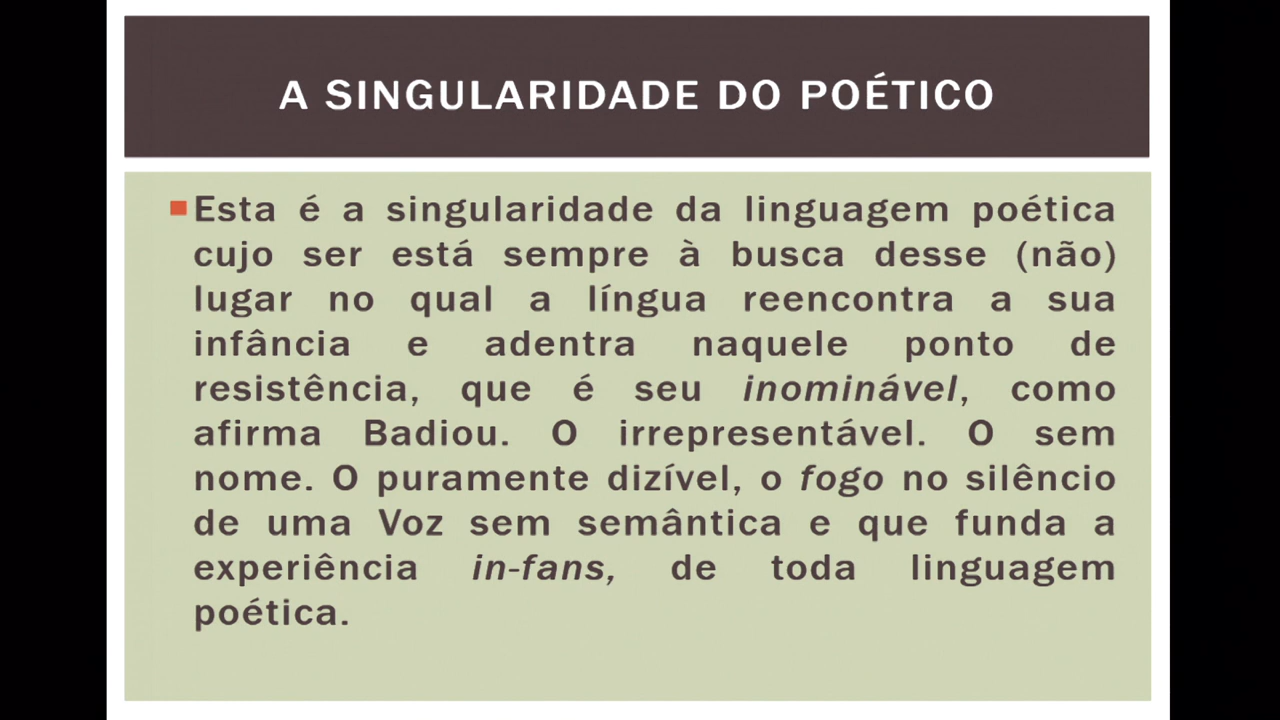 A SINGULARIDADE DO POÉTICO
Esta é a singularidade da linguagem poética
cujo ser está sempre à busca desse (não)
lugar no qual a língua reencontra a sua
infância e adentra naquele ponto de
resistência, que é seu inominável, como
afirma Badiou. O irrepresentável. O sem
nome. O puramente dizível, o fogo no silêncio
de uma Voz sem semântica e que funda a
experiência in-fans, de toda linguagem
poética.